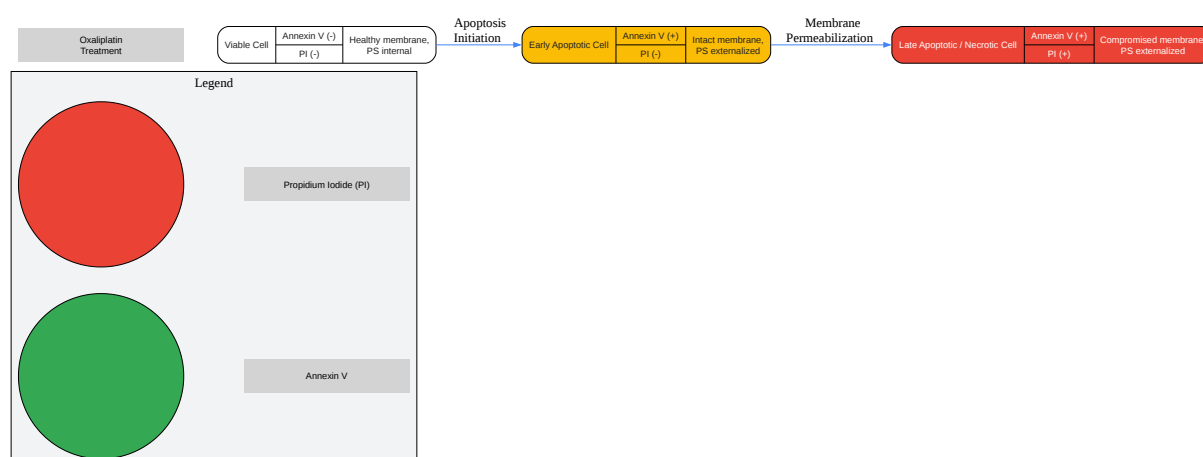 Oxaliplatin
Treatment
Viable Cell
Annexin V (-)
PI (-)
Healthy membrane,
PS internal
Apoptosis
Initiation
Early Apoptotic Cell
Annexin V (+)
PI (-)
Intact membrane,
PS externalized
Membrane
Permeabilization
Late Apoptotic / Necrotic Cell
Annexin V (+)
PI (+)
Compromised membrane,
PS externalized
Legend
Propidium Iodide (PI)
Annexin V